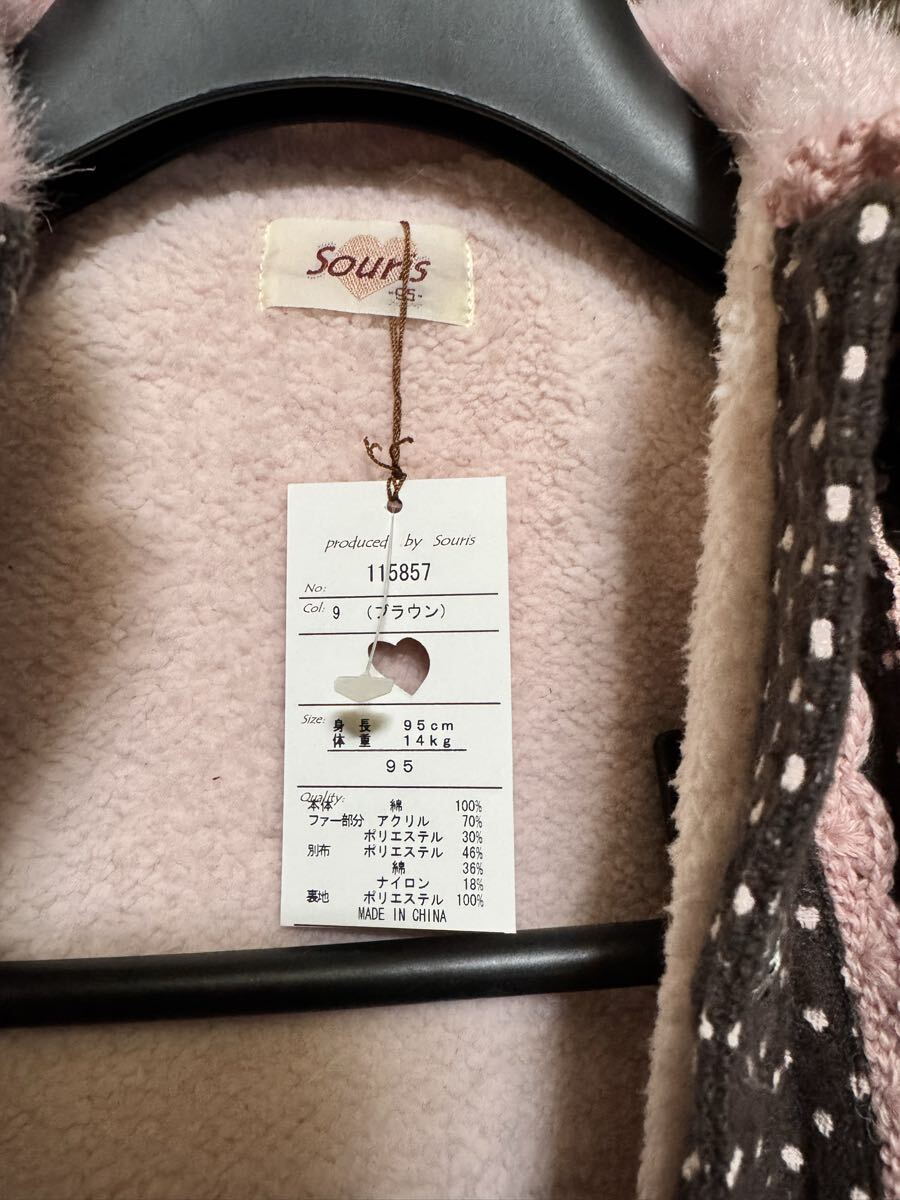 Souris
"95"
produced by Souris
No: 115857
Col: 9 (ブラウン)
Size: 身長 95cm
体重 14kg
95
Quality:
本体 綿 100%
ファー部分 アクリル 70%
ポリエステル 30%
別布 ポリエステル 46%
綿 36%
ナイロン 18%
裏地 ポリエステル 100%
MADE IN CHINA